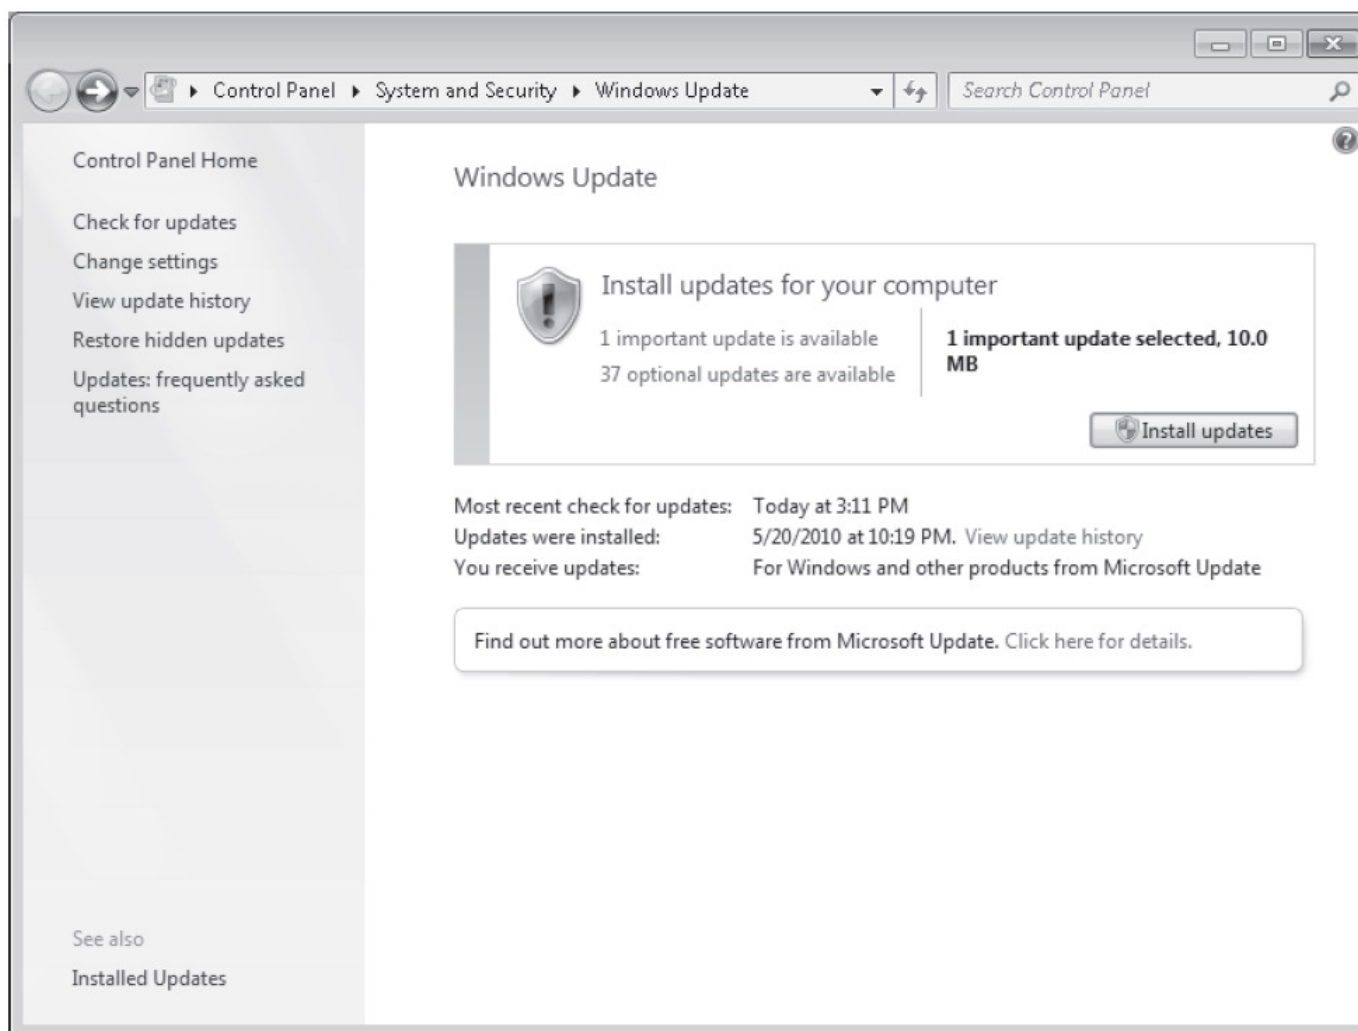 Control Panel ▸ System and Security ▸ Windows Update
Search Control Panel
Control Panel Home
Check for updates
Change settings
View update history
Restore hidden updates
Updates: frequently asked
questions
See also
Installed Updates
Windows Update
Install updates for your computer
1 important update is available
37 optional updates are available
1 important update selected, 10.0
MB
Install updates
Most recent check for updates: Today at 3:11 PM
Updates were installed: 5/20/2010 at 10:19 PM. View update history
You receive updates: For Windows and other products from Microsoft Update
Find out more about free software from Microsoft Update. Click here for details.